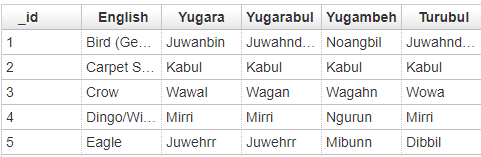 _id English Yugara Yugarabul Yugambeh Turubul
1 Bird (Ge... Juwanbin Juwahnd... Noangbil Juwahnd...
2 Carpet S... Kabul Kabul Kabul Kabul
3 Crow Wawal Wagan Wagahn Wowa
4 Dingo/Wi... Mirri Mirri Ngurun Mirri
5 Eagle Juwehrr Juwehrr Mibunn Dibbil